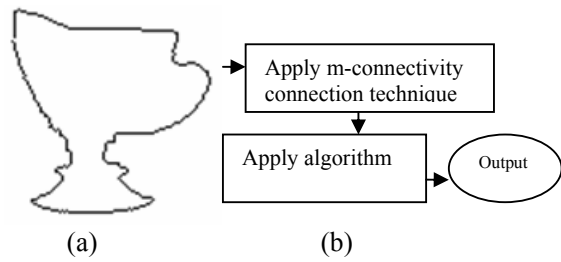 Apply m-connectivity
connection technique
Apply algorithm
Output
(a)
(b)